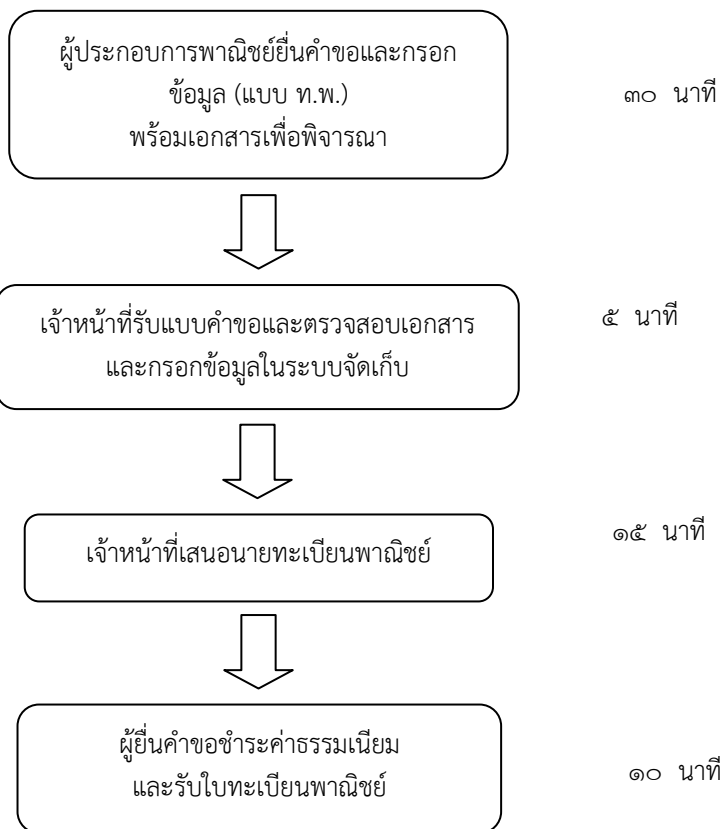 ผู้ประกอบการพาณิชย์ยื่นคำขอและกรอก
ข้อมูล (แบบ ท.พ.)
พร้อมเอกสารเพื่อพิจารณา
๓๐ นาที
เจ้าหน้าที่รับแบบคำขอและตรวจสอบเอกสาร
และกรอกข้อมูลในระบบจัดเก็บ
๕ นาที
เจ้าหน้าที่เสนอนายทะเบียนพาณิชย์
๑๕ นาที
ผู้ยื่นคำขอชำระค่าธรรมเนียม
และรับใบทะเบียนพาณิชย์
๑๐ นาที